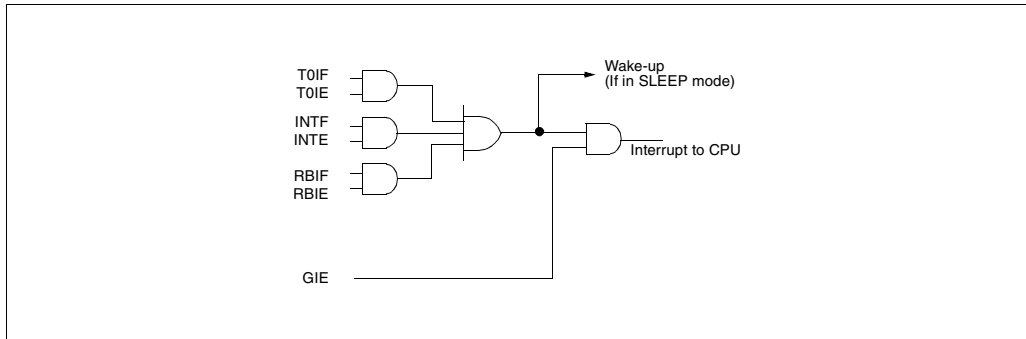 T0IF
T0IE
INTF
INTE
RBIF
RBIE
GIE
Wake-up
(If in SLEEP mode)
Interrupt to CPU